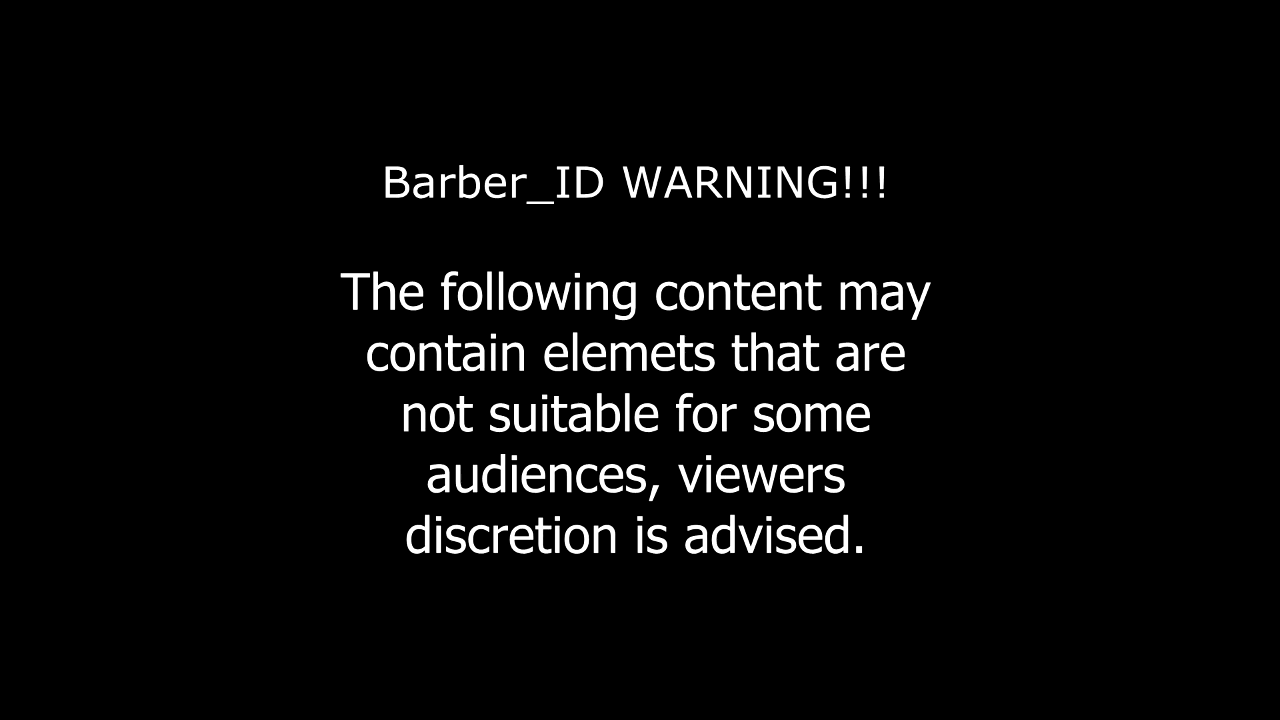 Barber_ID WARNING!!!
The following content may
contain elemets that are
not suitable for some
audiences, viewers
discretion is advised.